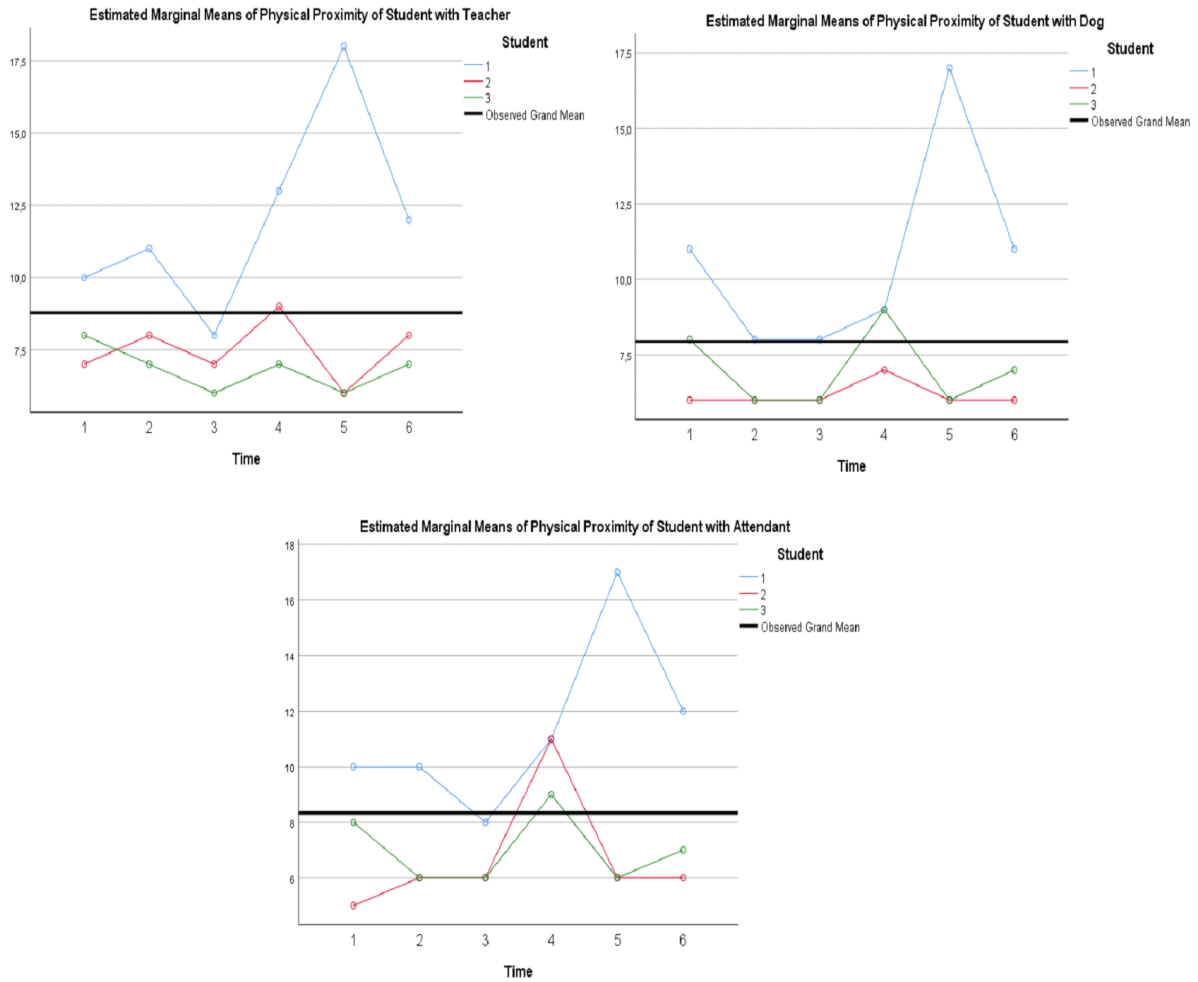 Estimated Marginal Means of Physical Proximity of Student with Teacher
Student
1
2
3
Observed Grand Mean
17,5
15,0
12,5
10,0
7,5
1 2 3 4 5 6
Time
Estimated Marginal Means of Physical Proximity of Student with Dog
Student
1
2
3
Observed Grand Mean
17,5
15,0
12,5
10,0
7,5
1 2 3 4 5 6
Time
Estimated Marginal Means of Physical Proximity of Student with Attendant
Student
1
2
3
Observed Grand Mean
18
16
14
12
10
8
6
1 2 3 4 5 6
Time